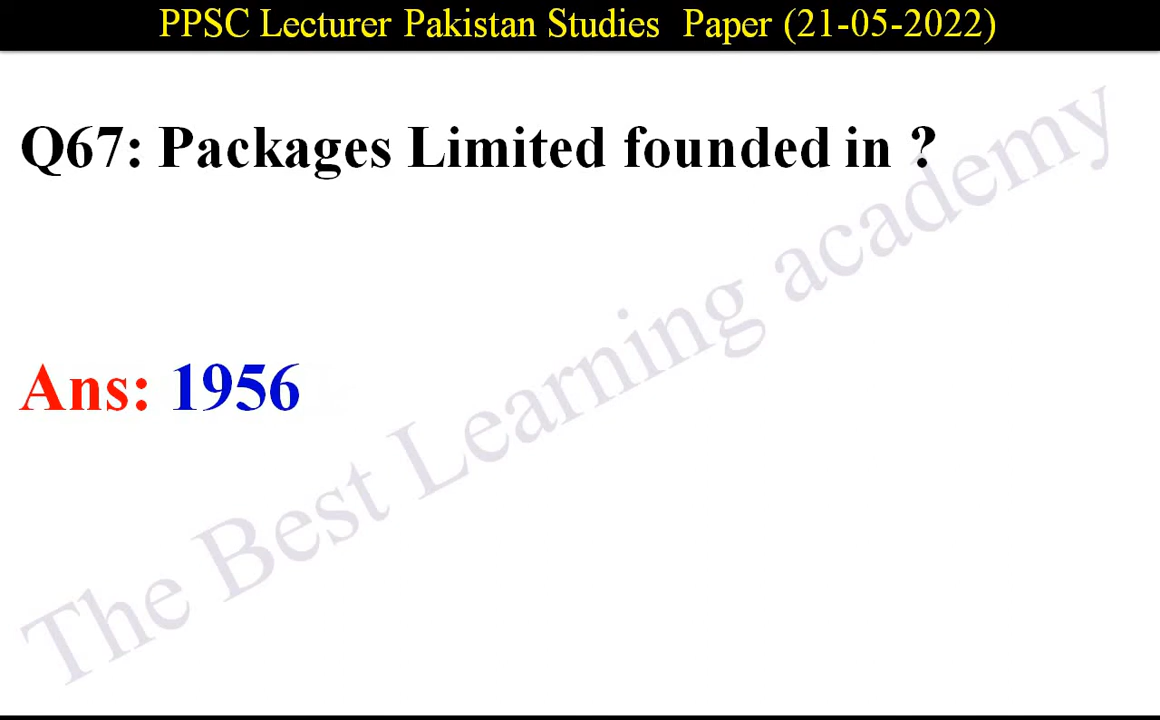 PPSC Lecturer Pakistan Studies Paper (21-05-2022)
Q67: Packages Limited founded in ?
Ans: 1956
The Best Learning academy